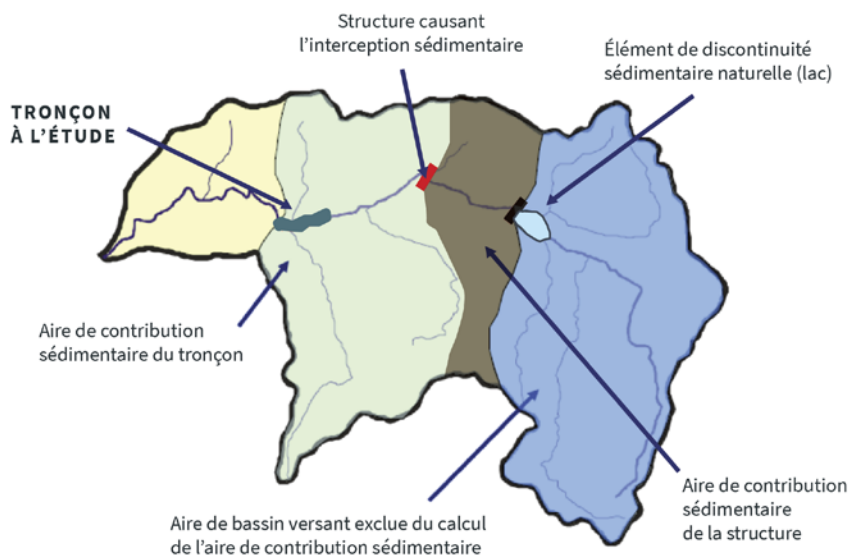 Structure causant
l’interception sédimentaire
Élément de discontinuité
sédimentaire naturelle (lac)
TRONÇON
À L’ÉTUDE
Aire de contribution
sédimentaire du tronçon
Aire de bassin versant exclue du calcul
de l’aire de contribution sédimentaire
Aire de contribution
sédimentaire
de la structure